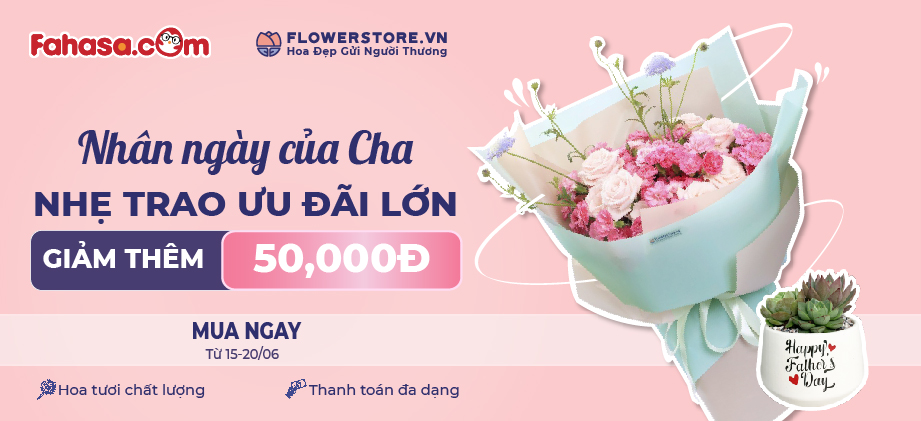 Fahasa.com
FLOWERSTORE.VN
Hoa Đẹp Gửi Người Thương
Nhân ngày của Cha
NHẸ TRAO ƯU ĐÃI LỚN
GIẢM THÊM 50,000Đ
MUA NGAY
Từ 15-20/06
Hoa tươi chất lượng
Thanh toán đa dạng
Happy
Father's
Day